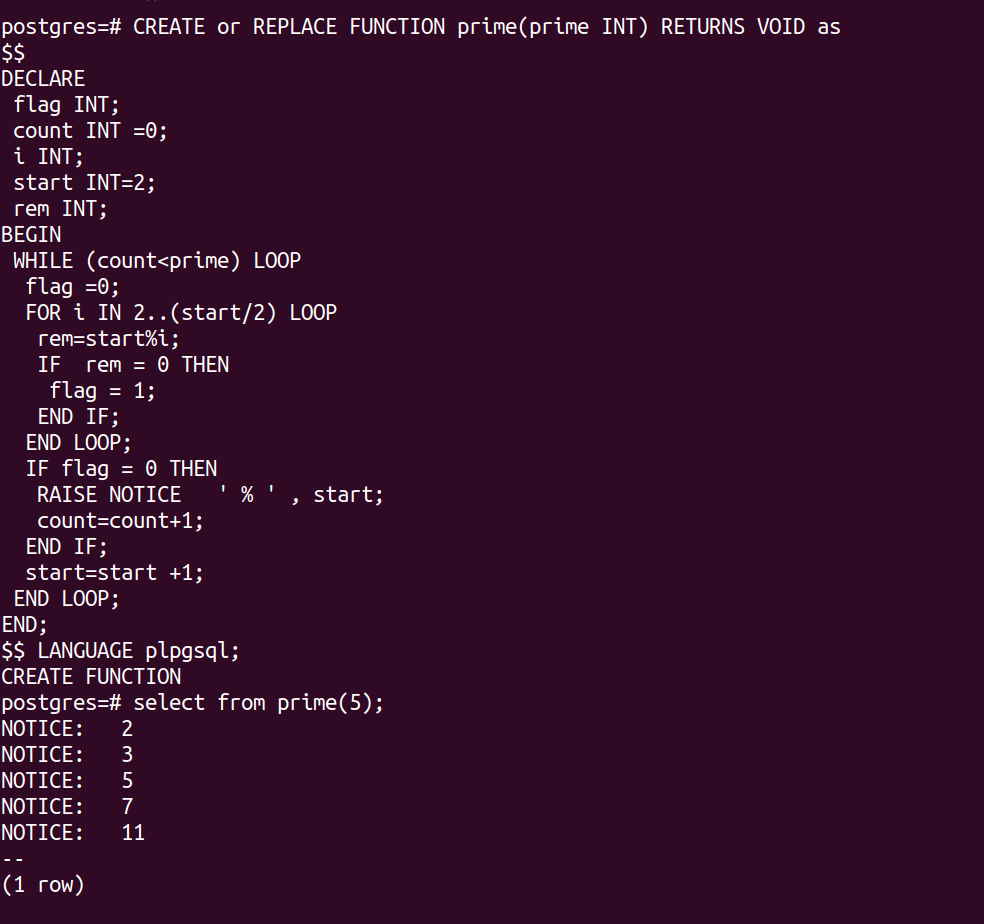 postgres=# CREATE or REPLACE FUNCTION prime(prime INT) RETURNS VOID as
$$
DECLARE
 flag INT;
 count INT =0;
 i INT;
 start INT=2;
 rem INT;
BEGIN
 WHILE (count<prime) LOOP
  flag =0;
  FOR i IN 2..(start/2) LOOP
   rem=start%i;
   IF  rem = 0 THEN
    flag = 1;
   END IF;
  END LOOP;
  IF flag = 0 THEN
   RAISE NOTICE   ' % ' , start;
   count=count+1;
  END IF;
  start=start +1;
 END LOOP;
END;
$$ LANGUAGE plpgsql;
CREATE FUNCTION
postgres=# select from prime(5);
NOTICE:   2
NOTICE:   3
NOTICE:   5
NOTICE:   7
NOTICE:   11
--
(1 row)